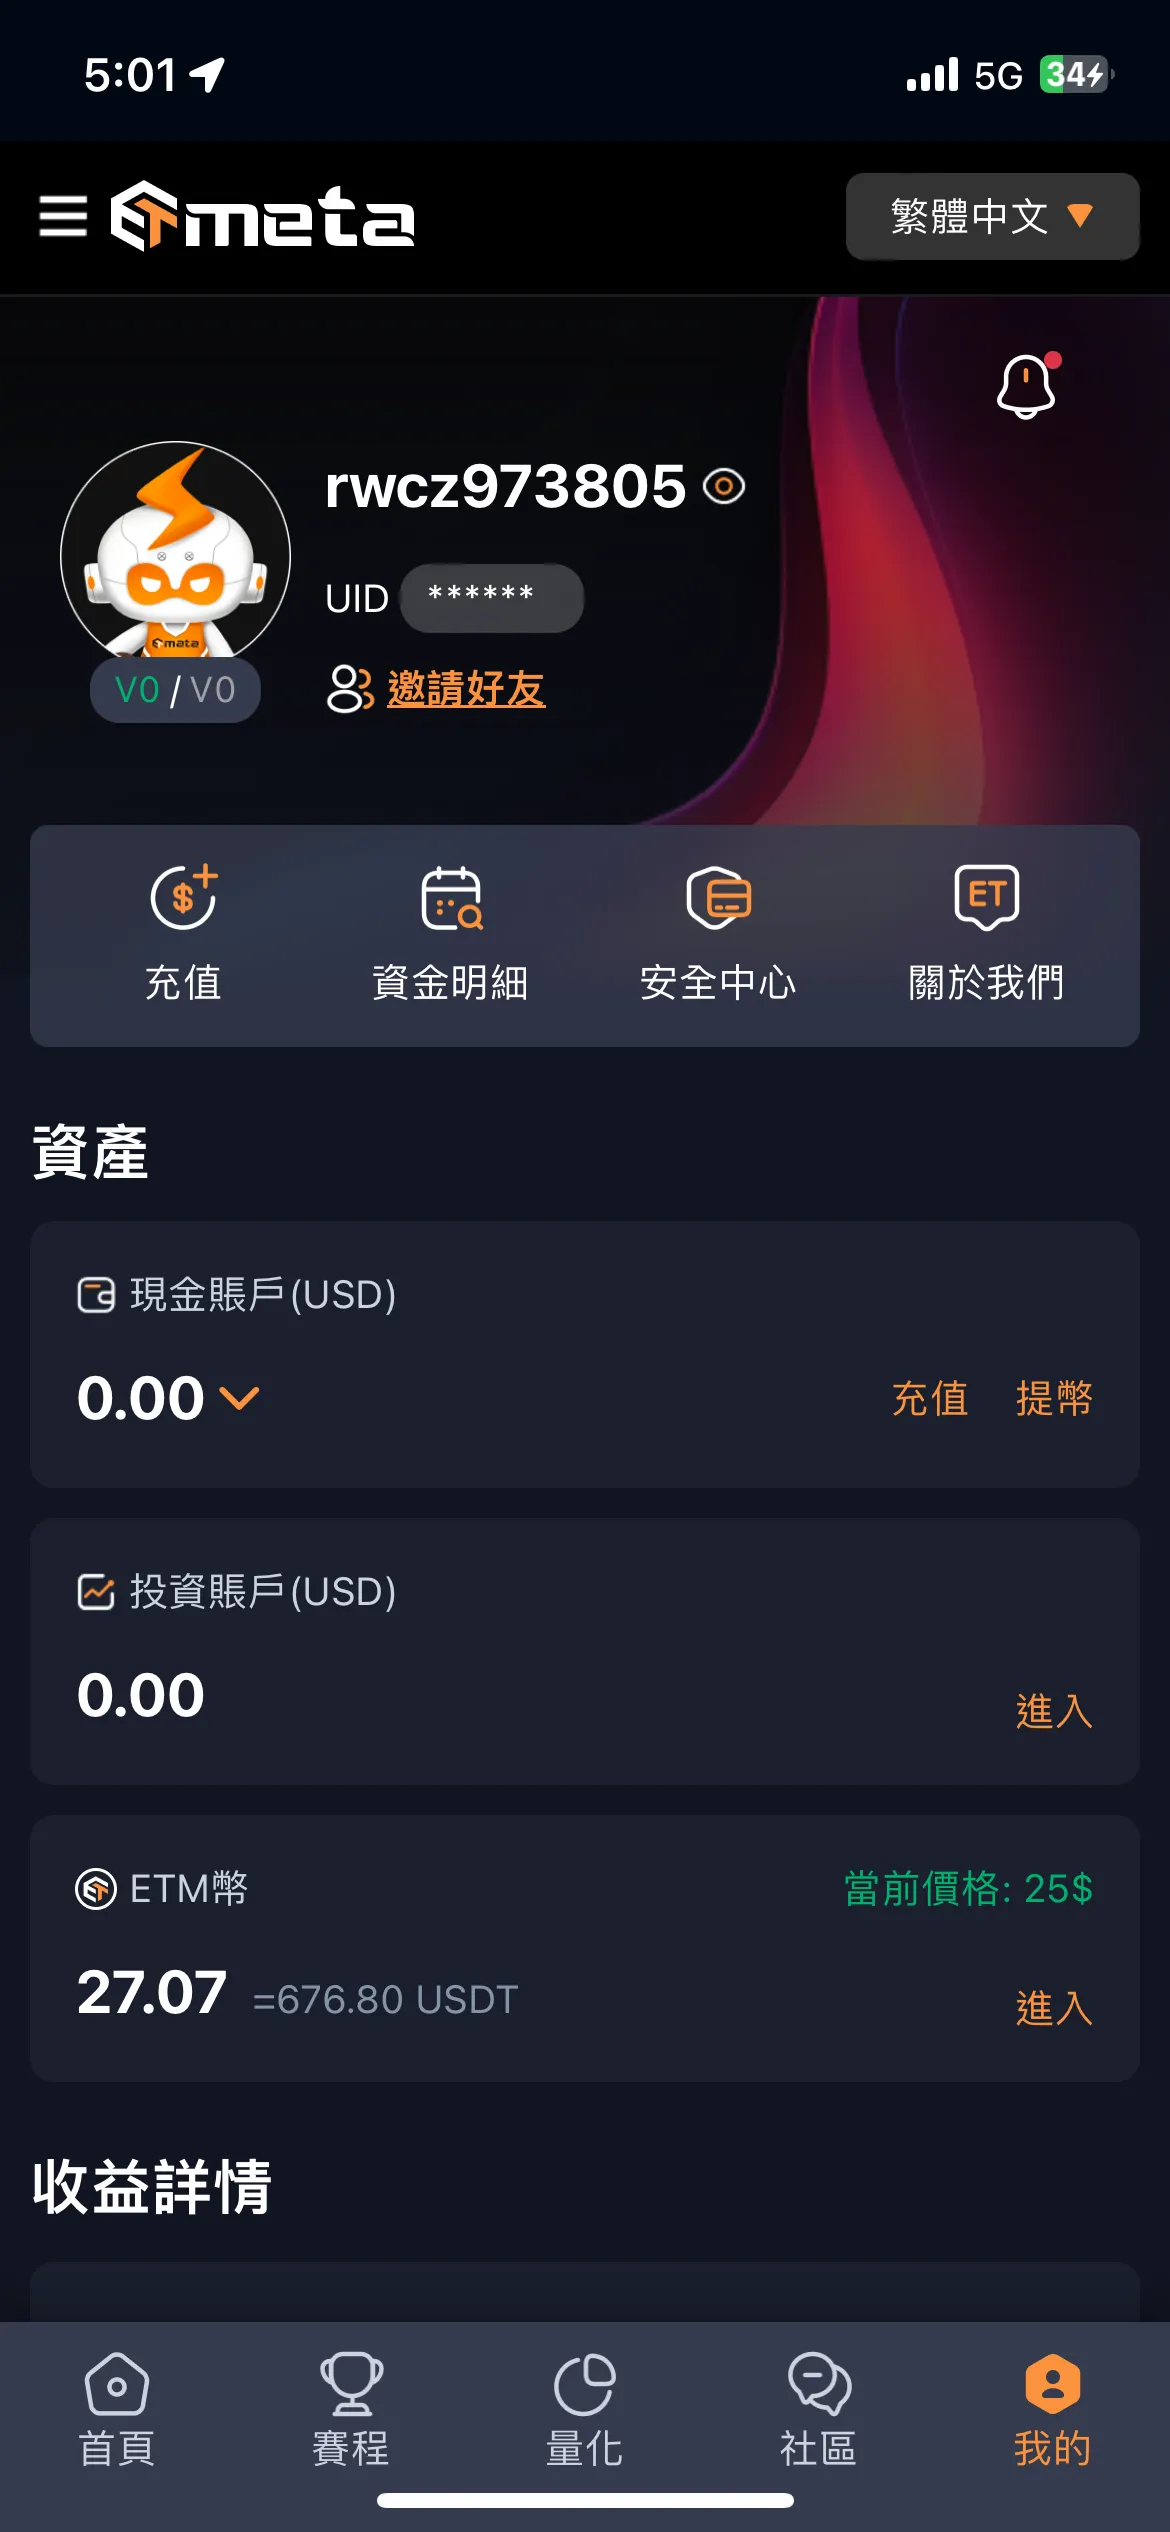 5:01
5G 34
ETmeta
繁體中文
rwcz973805
UID ******
meta
V0 / V0
邀請好友
$
ET
充值
資金明細
安全中心
關於我們
資產
現金賬戶(USD)
0.00
充值
提幣
投資賬戶(USD)
0.00
進入
ETM幣
當前價格: 25$
27.07 =676.80 USDT
進入
收益詳情
首頁
賽程
量化
社區
我的